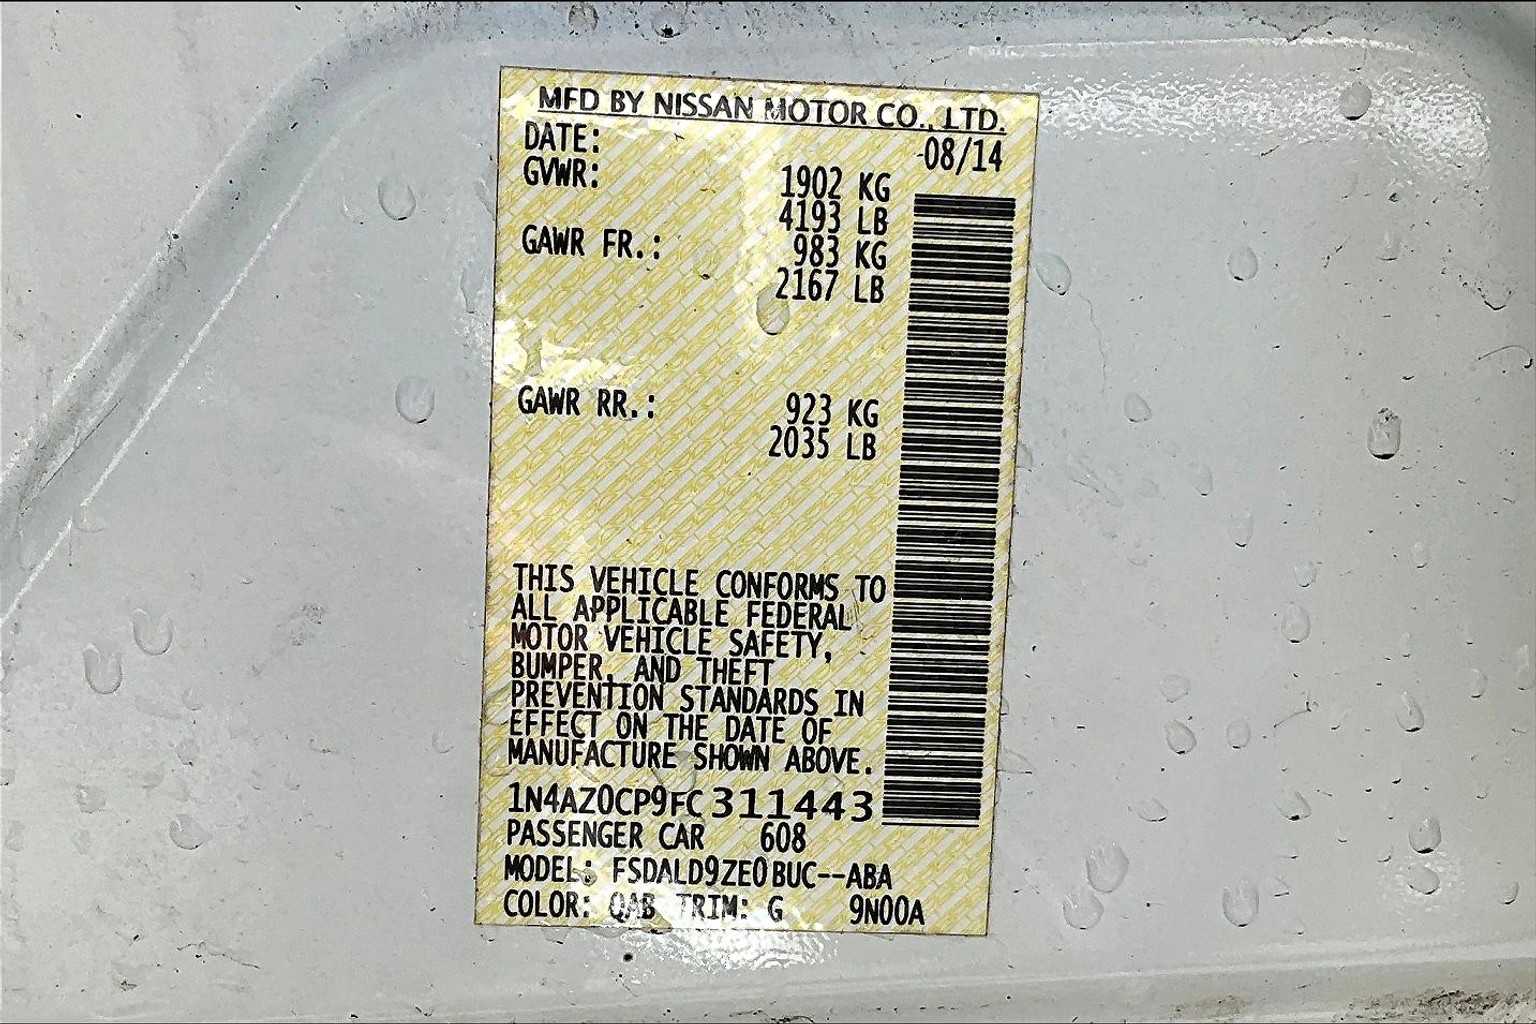 MFD BY NISSAN MOTOR CO., LTD.
DATE: 08/14
GVWR: 1902 KG
4193 LB
GAWR FR.: 983 KG
2167 LB
GAWR RR.: 923 KG
2035 LB
THIS VEHICLE CONFORMS TO
ALL APPLICABLE FEDERAL
MOTOR VEHICLE SAFETY,
BUMPER, AND THEFT
PREVENTION STANDARDS IN
EFFECT ON THE DATE OF
MANUFACTURE SHOWN ABOVE.
1N4AZ0CP9FC311443
PASSENGER CAR 608
MODEL: FSDALD9ZE0BUC--ABA
COLOR: QAB TRIM: G 9N00A